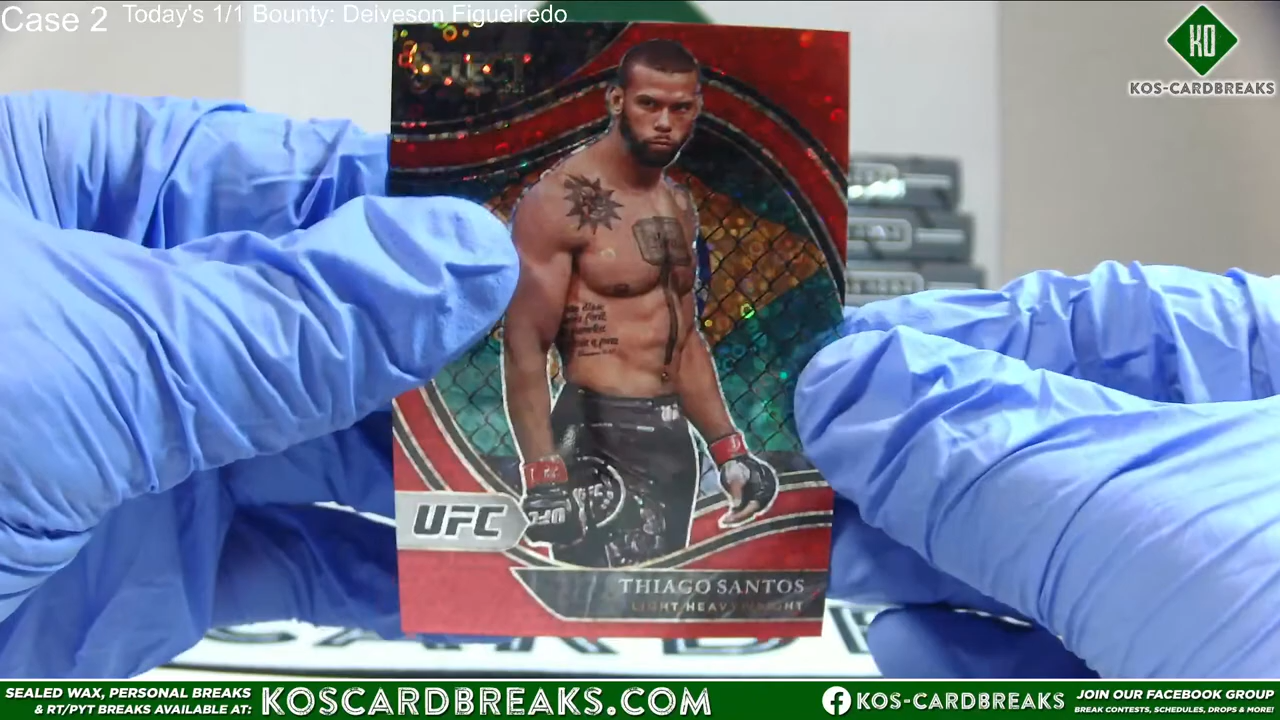 Case 2
Today's 1/1 Bounty: Deiveson Figueiredo
KO
KOS-CARDBREAKS
SELECT
UFC
THIAGO SANTOS
LIGHT HEAVYWEIGHT
SEALED WAX, PERSONAL BREAKS
& RT/PYT BREAKS AVAILABLE AT:
KOSCARDBREAKS.COM
KOS-CARDBREAKS
JOIN OUR FACEBOOK GROUP
BREAK CONTESTS, SCHEDULES, DROPS & MORE!